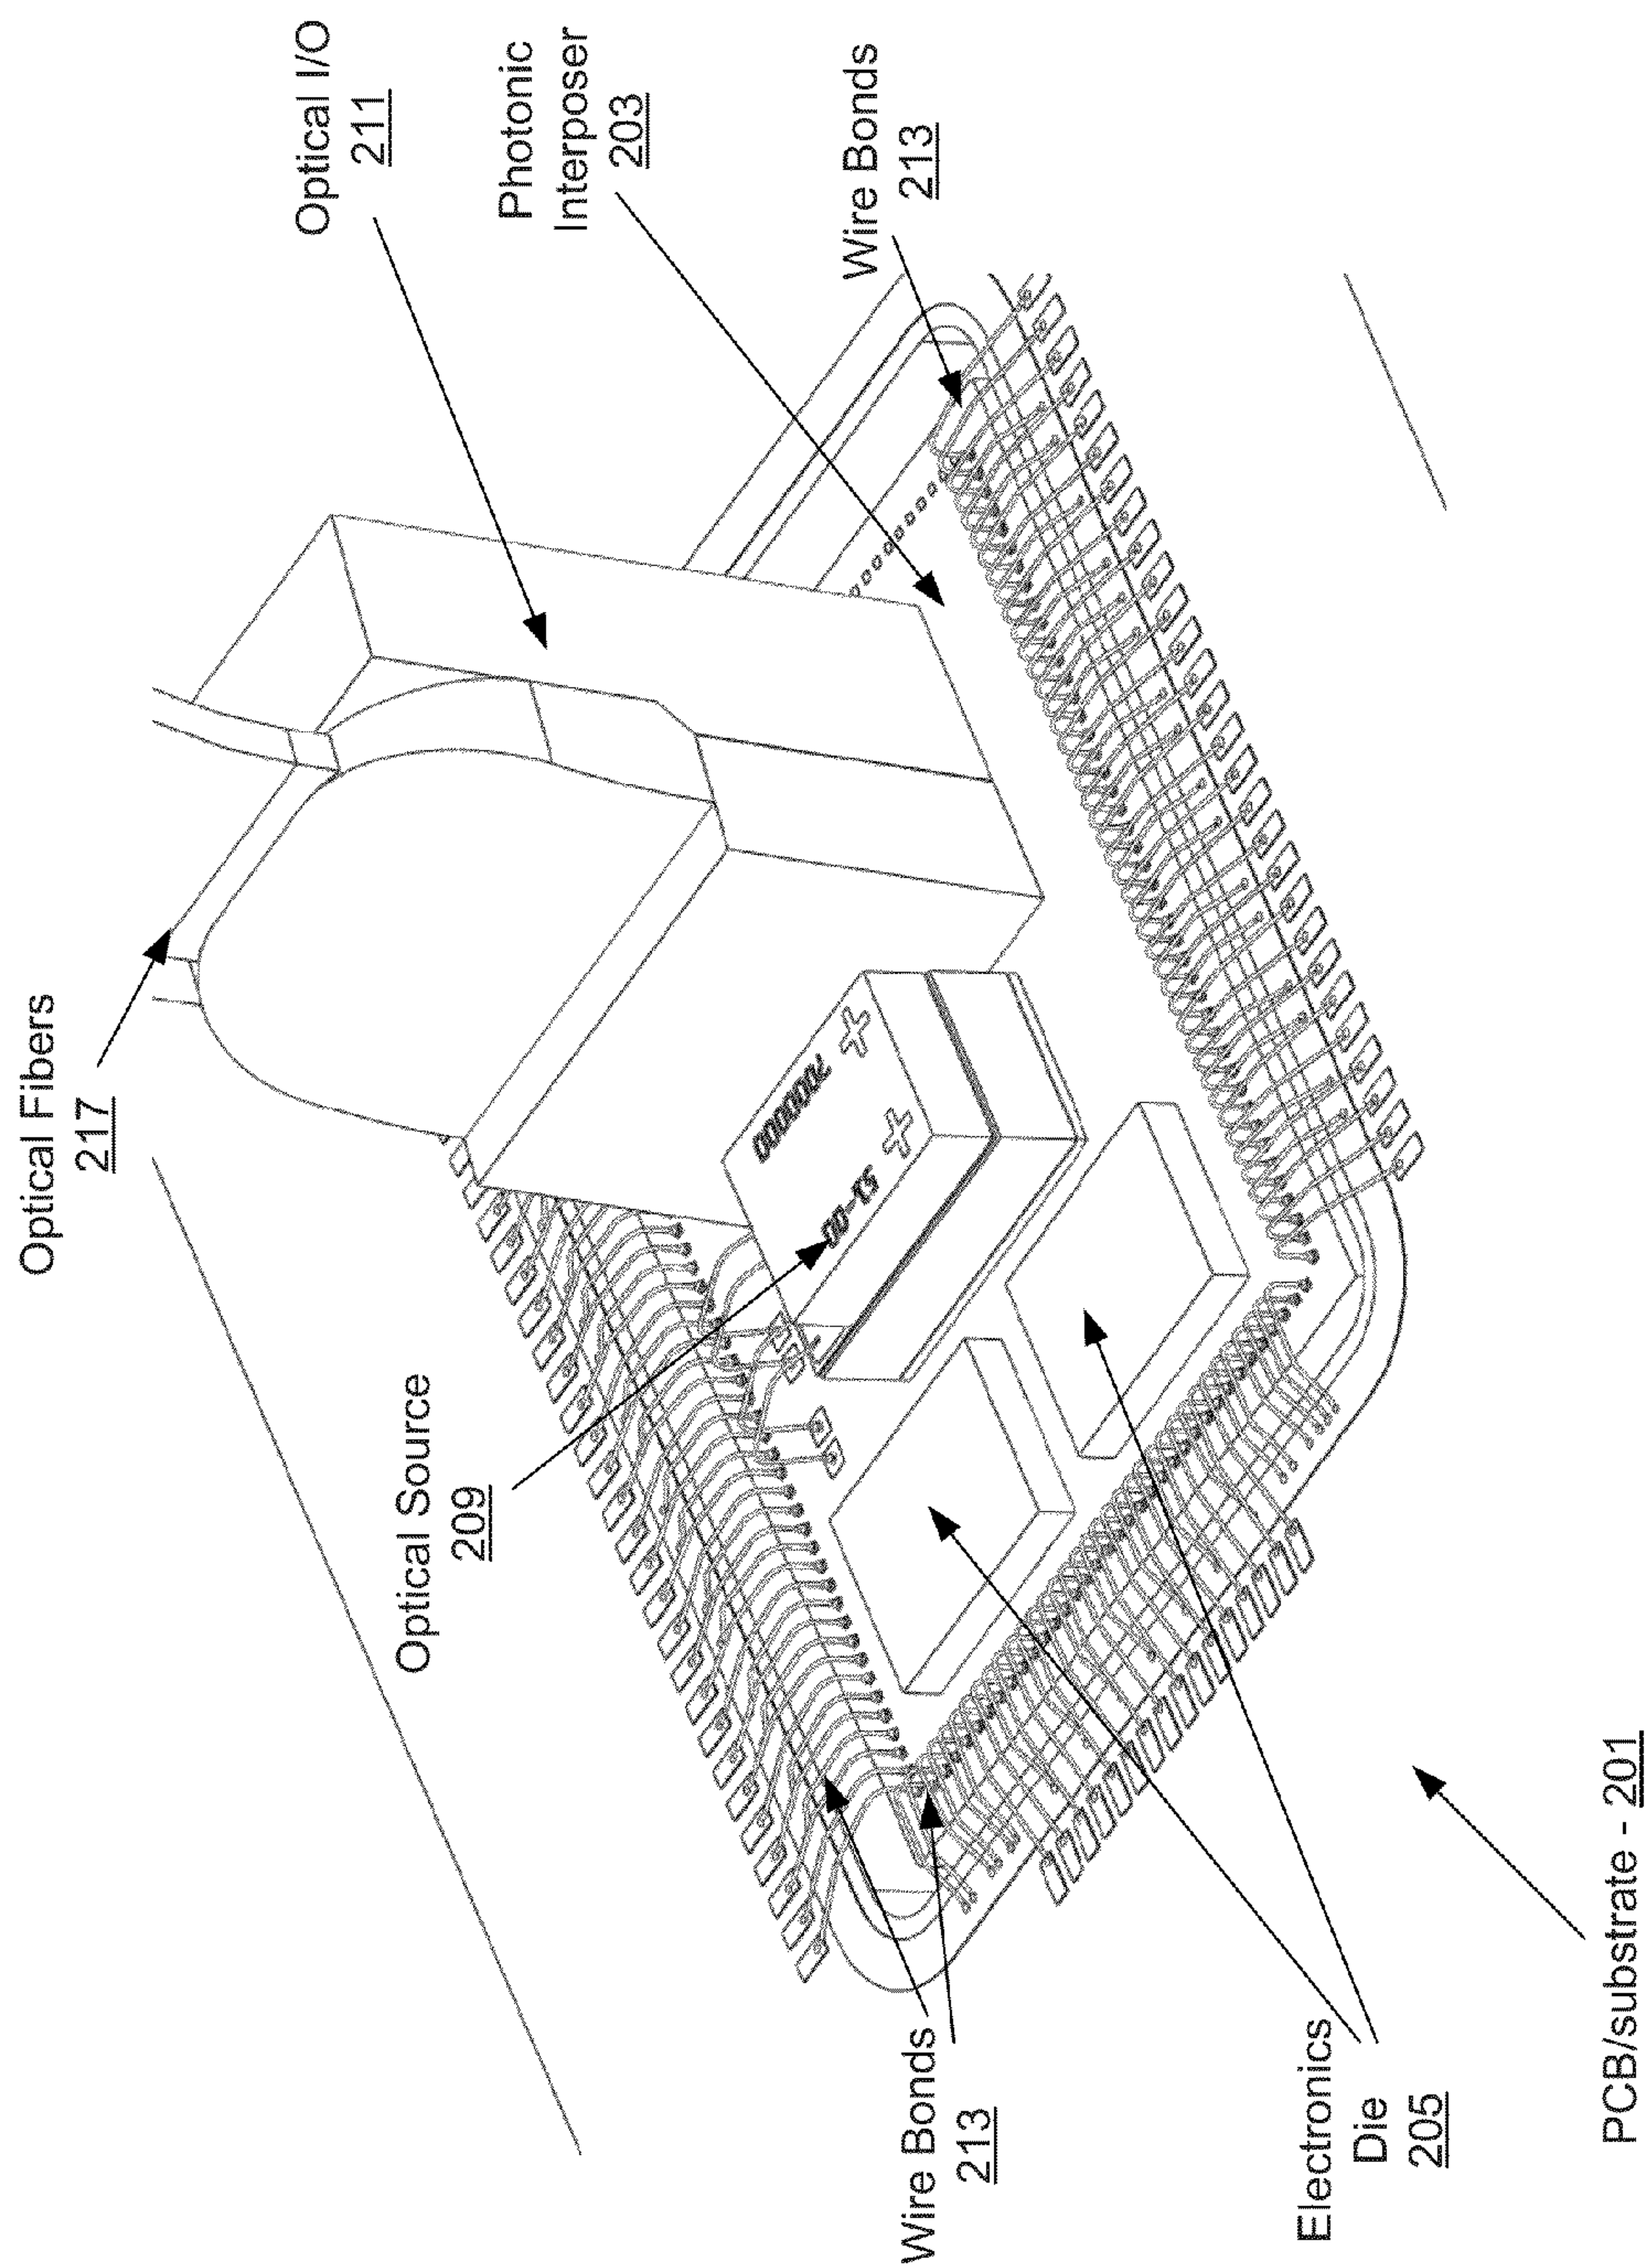 Optical Fibers
217
Optical I/O
211
Optical Source
209
Photonic
Interposer
203
Wire Bonds
213
Wire Bonds
213
Electronics
Die
205
PCB/substrate - 201